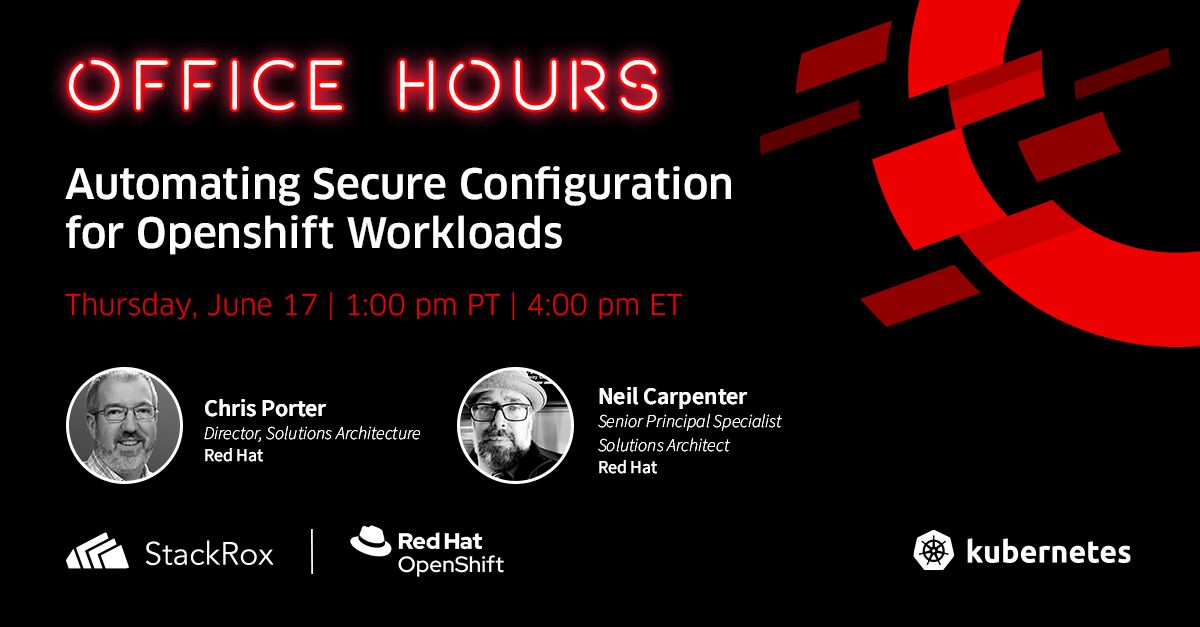 OFFICE HOURS
Automating Secure Configuration
for Openshift Workloads
Thursday, June 17 | 1:00 pm PT | 4:00 pm ET
Chris Porter
Director, Solutions Architecture
Red Hat
Neil Carpenter
Senior Principal Specialist
Solutions Architect
Red Hat
StackRox
Red Hat
OpenShift
kubernetes